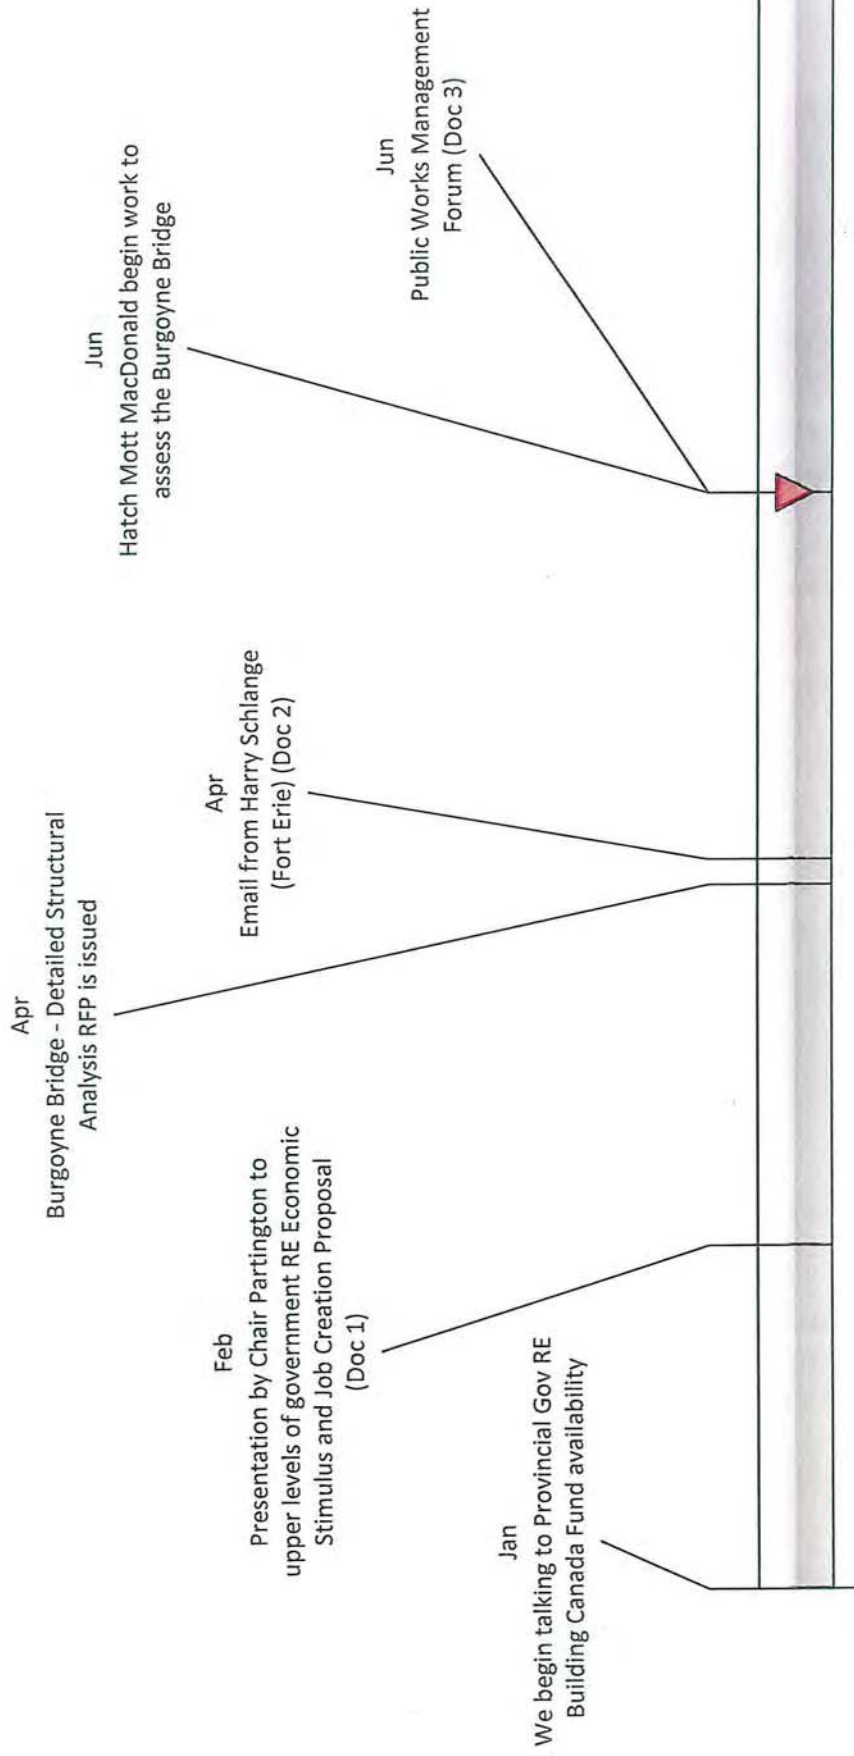 Jan
We begin talking to Provincial Gov RE
Building Canada Fund availability
Feb
Presentation by Chair Partington to
upper levels of government RE Economic
Stimulus and Job Creation Proposal
(Doc 1)
Apr
Burgoyne Bridge - Detailed Structural
Analysis RFP is issued
Apr
Email from Harry Schlange
(Fort Erie) (Doc 2)
Jun
Hatch Mott MacDonald begin work to
assess the Burgoyne Bridge
Jun
Public Works Management
Forum (Doc 3)